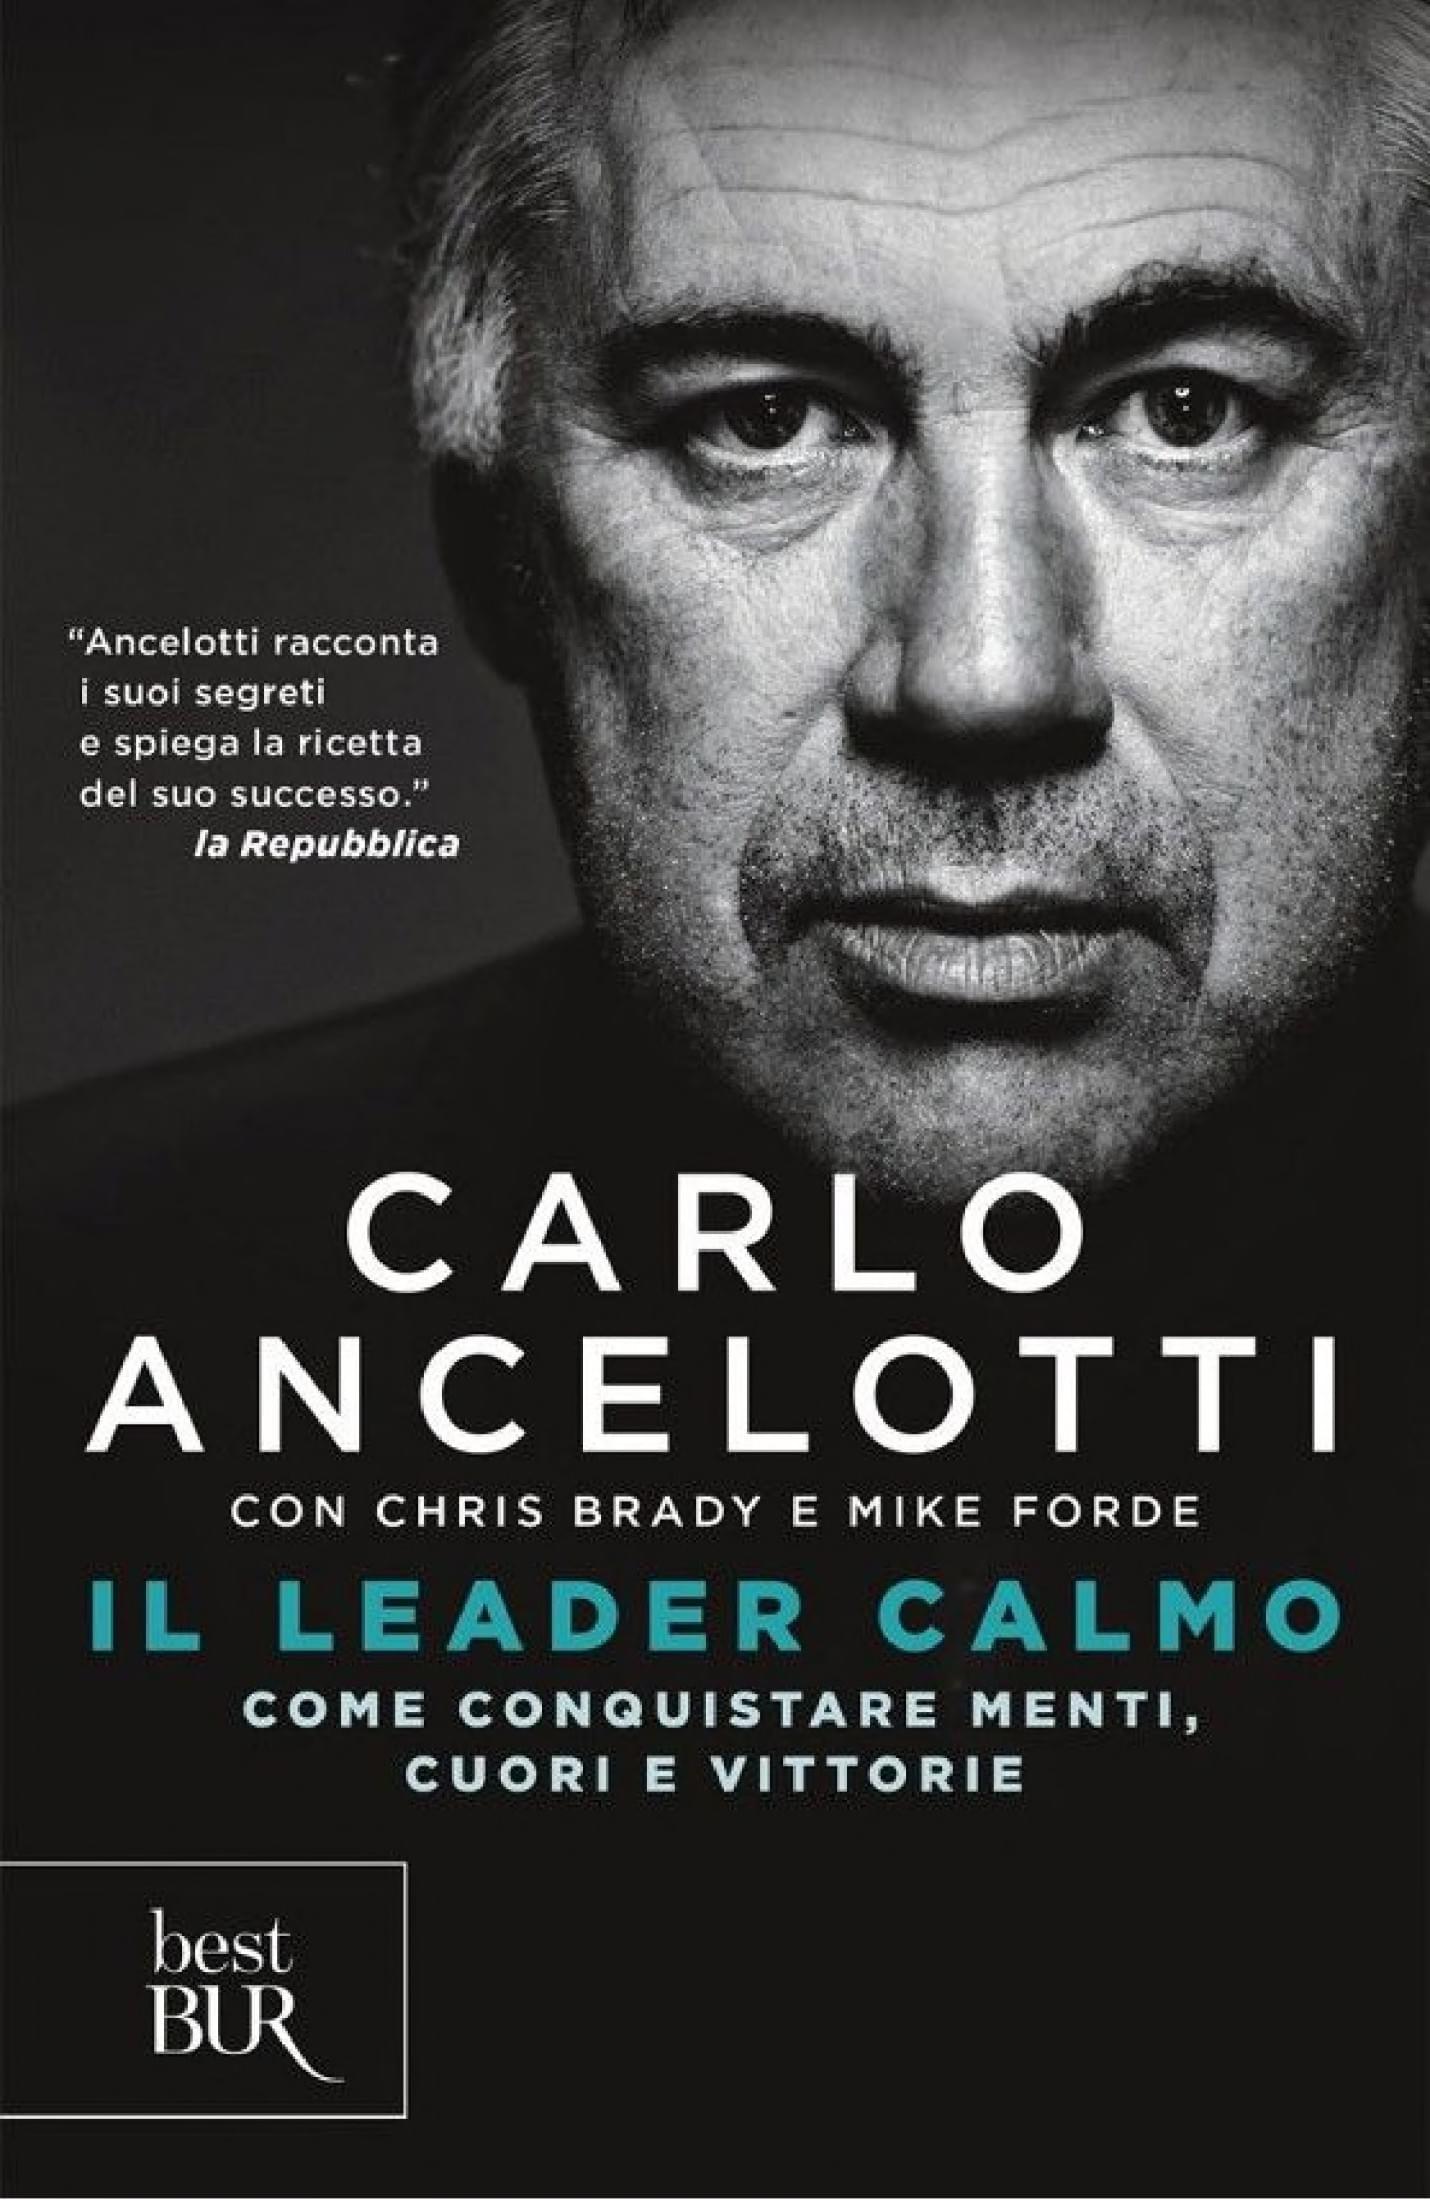 “Ancelotti racconta
i suoi segreti
e spiega la ricetta
del suo successo.”
la Repubblica
CARLO
ANCELOTTI
CON CHRIS BRADY E MIKE FORDE
IL LEADER CALMO
COME CONQUISTARE MENTI,
CUORI E VITTORIE
best
BUR